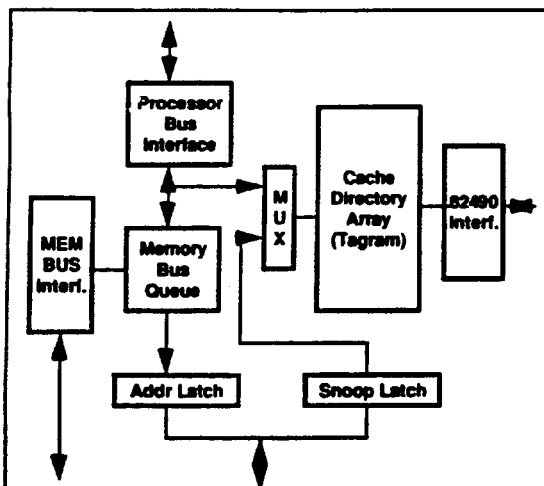 Processor
Bus
Interface
M
U
X
Cache
Directory
Array
(Tagram)
82490
Interf.
MEM
BUS
Interf.
Memory
Bus
Queue
Addr Latch
Snoop Latch